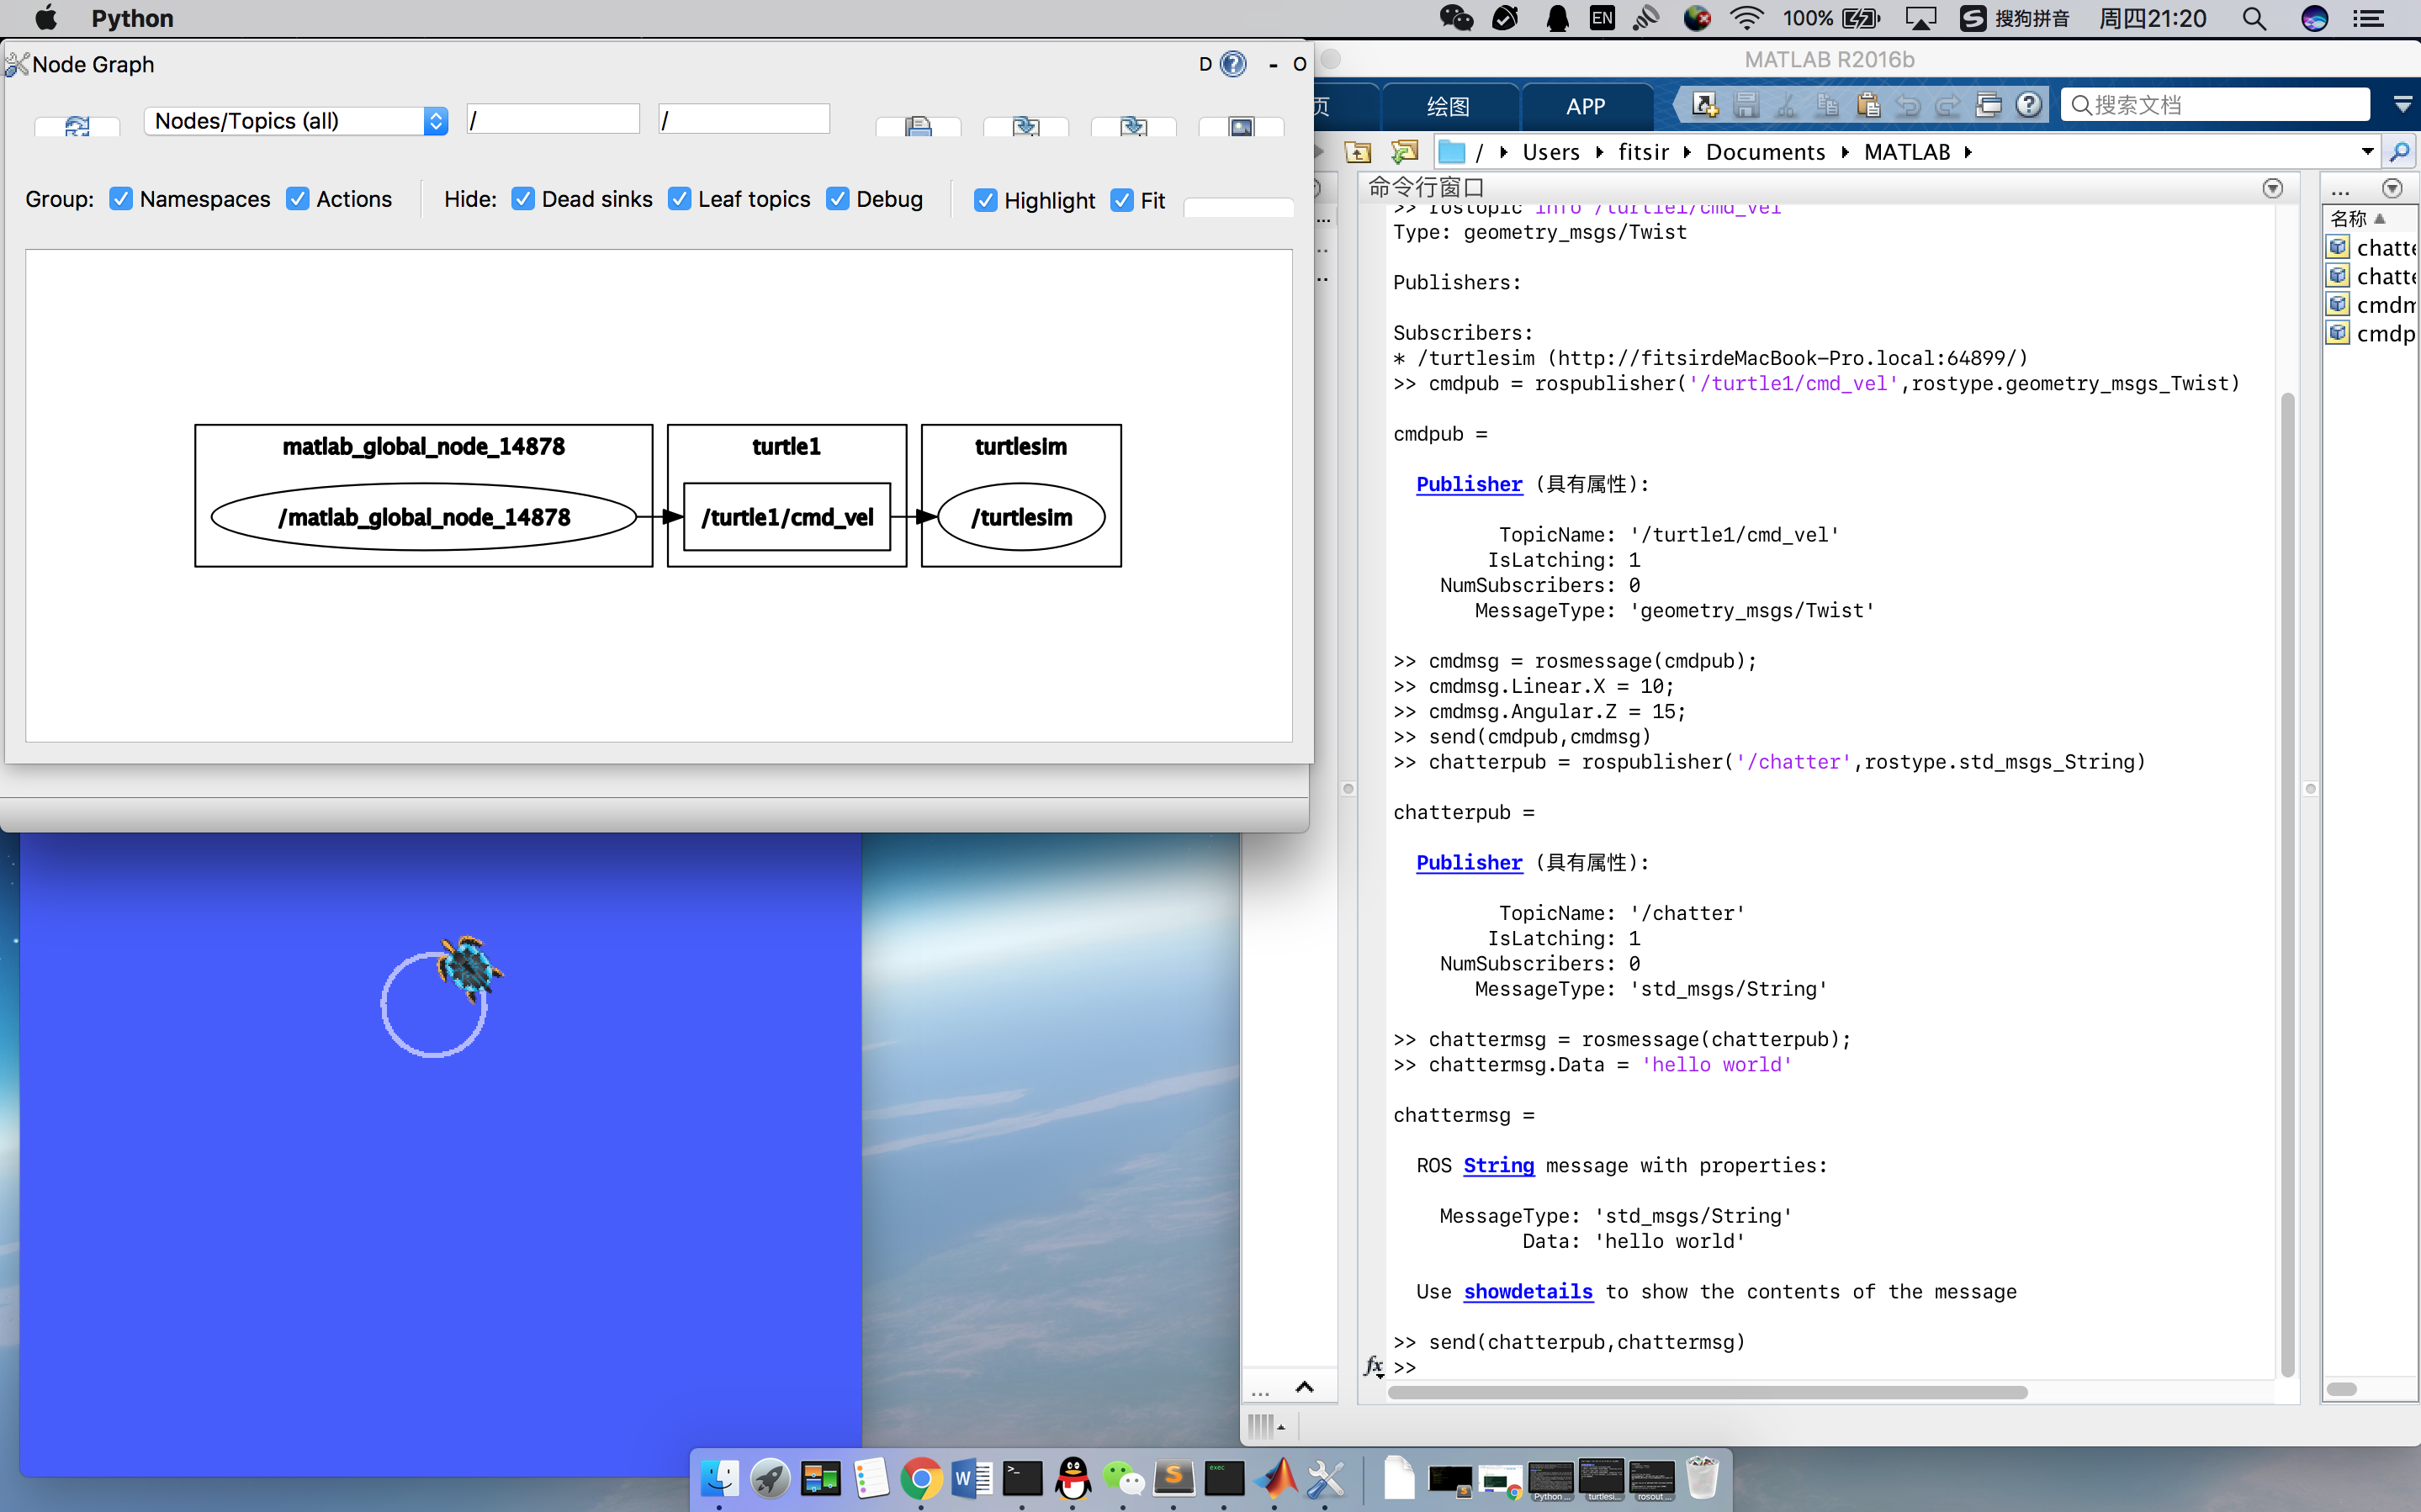 Python
EN
100%
搜狗拼音
周四21:20
Node Graph
D
- O
Nodes/Topics (all)
/
/
Group:
Namespaces
Actions
Hide:
Dead sinks
Leaf topics
Debug
Highlight
Fit
matlab_global_node_14878
turtle1
turtlesim
/matlab_global_node_14878
/turtle1/cmd_vel
/turtlesim
MATLAB R2016b
页
绘图
APP
搜索文档
/ Users fitsir Documents MATLAB
命令行窗口
>> rostopic info /turtle1/cmd_vel
Type: geometry_msgs/Twist
Publishers:
Subscribers:
* /turtlesim (http://fitsirdeMacBook-Pro.local:64899/)
>> cmdpub = rospublisher('/turtle1/cmd_vel',rostype.geometry_msgs_Twist)
cmdpub =
Publisher (具有属性):
TopicName: '/turtle1/cmd_vel'
IsLatching: 1
NumSubscribers: 0
MessageType: 'geometry_msgs/Twist'
>> cmdmsg = rosmessage(cmdpub);
>> cmdmsg.Linear.X = 10;
>> cmdmsg.Angular.Z = 15;
>> send(cmdpub,cmdmsg)
>> chatterpub = rospublisher('/chatter',rostype.std_msgs_String)
chatterpub =
Publisher (具有属性):
TopicName: '/chatter'
IsLatching: 1
NumSubscribers: 0
MessageType: 'std_msgs/String'
>> chattermsg = rosmessage(chatterpub);
>> chattermsg.Data = 'hello world'
chattermsg =
ROS String message with properties:
MessageType: 'std_msgs/String'
Data: 'hello world'
Use showdetails to show the contents of the message
>> send(chatterpub,chattermsg)
fx >>
...
名称
chatte
chatte
cmdm
cmdp
...
exec
Python ...
turtlesi...
rosout ...